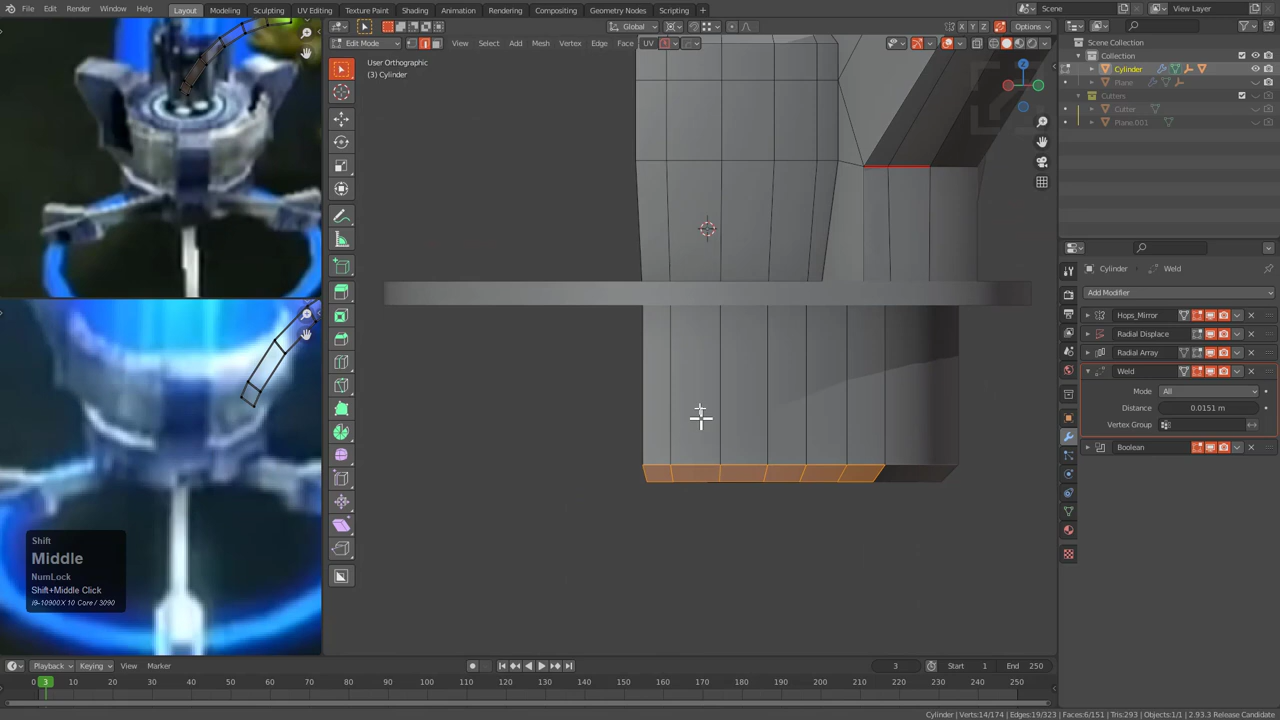 File Edit Render Window Help
Layout Modeling Sculpting UV Editing Texture Paint Shading Animation Rendering Compositing Geometry Nodes Scripting
Scene
View Layer
Edit Mode
View Select Add Mesh Vertex Edge Face UV
Global
Options
User Orthographic
(3) Cylinder
Scene Collection
Collection
Cylinder
Plane
Cutters
Cutter
Plane.001
Cylinder
Weld
Add Modifier
Hops_Mirror
Radial Displace
Radial Array
Weld
Mode All
Distance 0.0151 m
Vertex Group
Boolean
Shift
Middle
NumLock
Shift+Middle Click
i9-10900X 10 Core / 3090
Playback Keying View Marker
3
Start 1
End 250
0 3 10 20 30 40 50 60 70 80 90 100 110 120 130 140 150 160 170 180 190 200 210 220 230 240 250
Cylinder | Verts:14/174 | Edges:19/323 | Faces:6/151 | Tris:293 | Objects:1/1 | 2.93.3 Release Candidate